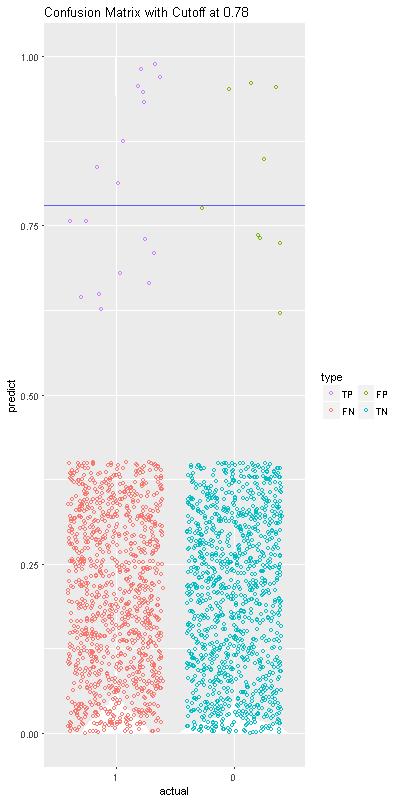 Confusion Matrix with Cutoff at 0.78
1.00
0.75
0.50
0.25
0.00
predict
1 0
actual
type
TP FP
FN TN